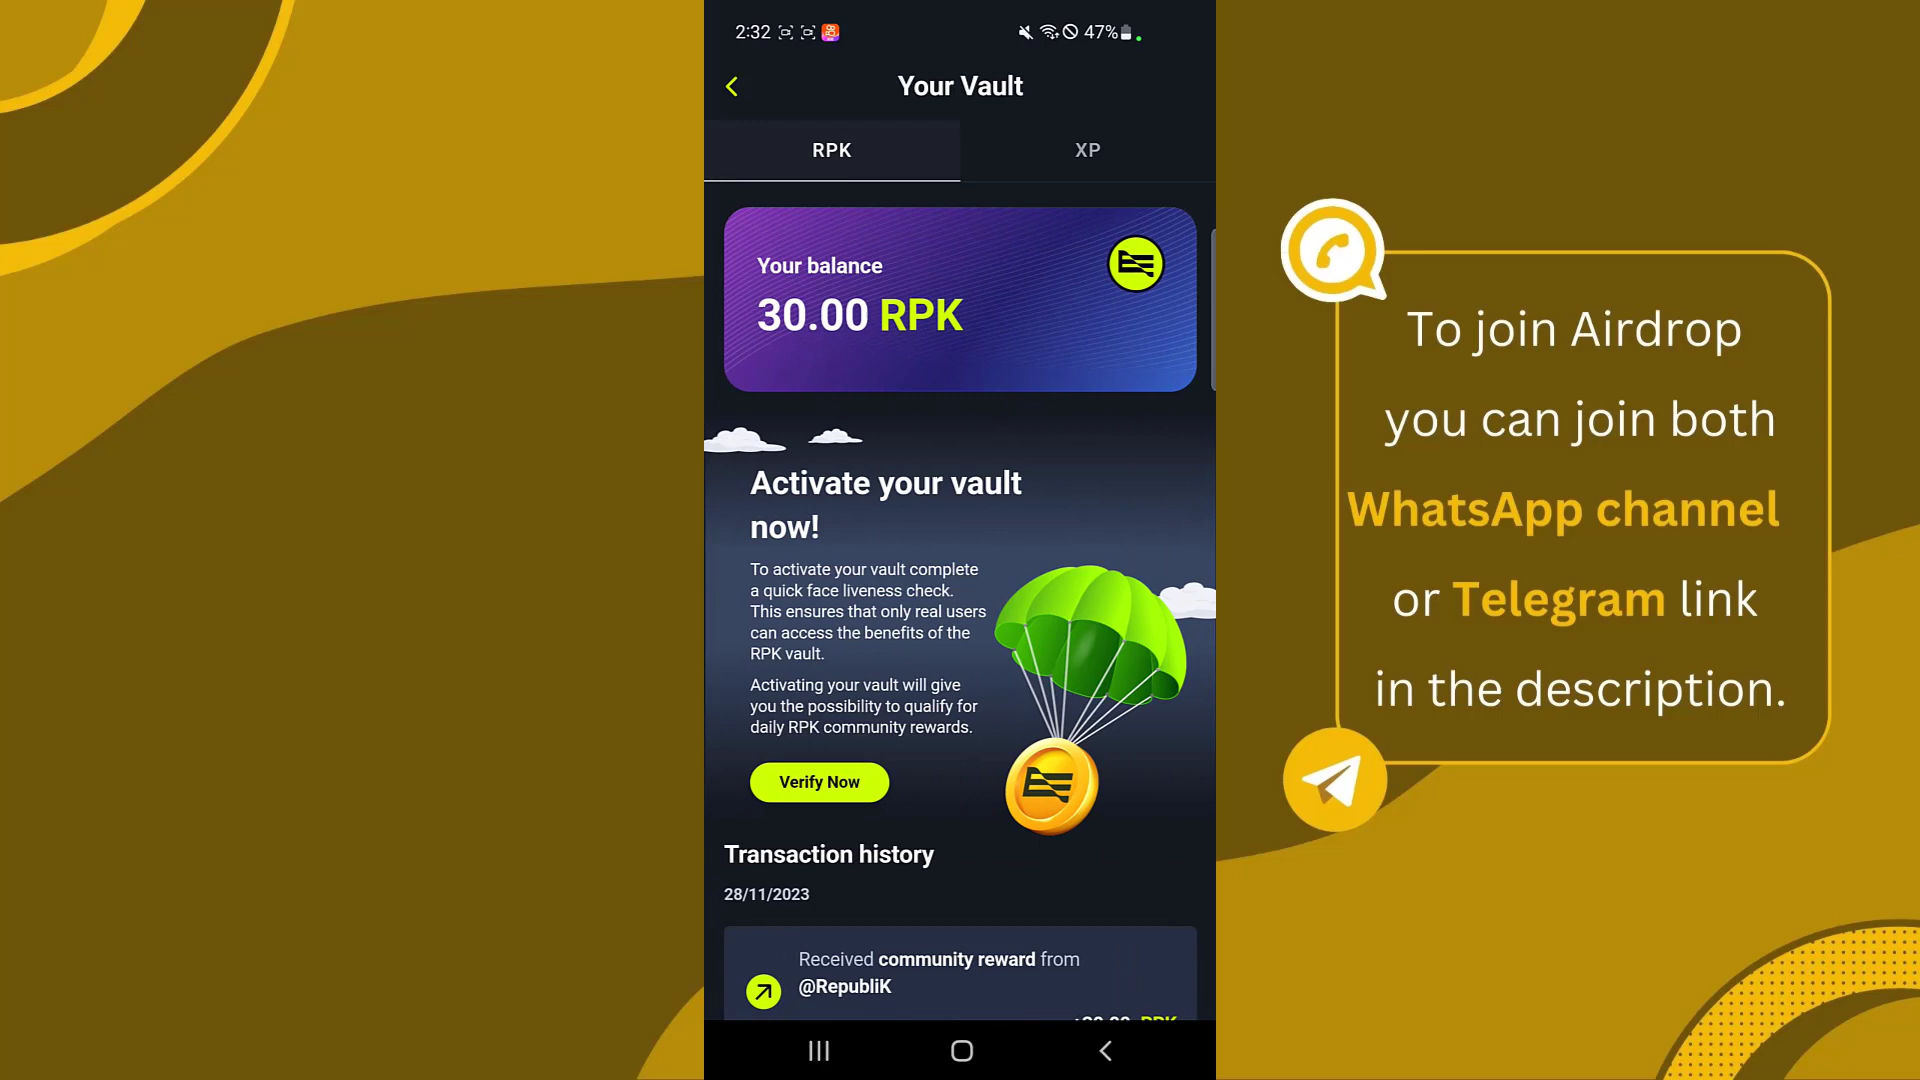 2:32
47%
Your Vault
RPK
XP
Your balance
30.00 RPK
Activate your vault
now!
To activate your vault complete
a quick face liveness check.
This ensures that only real users
can access the benefits of the
RPK vault.
Activating your vault will give
you the possibility to qualify for
daily RPK community rewards.
Verify Now
Transaction history
28/11/2023
Received community reward from
@RepubliK
RPK
To join Airdrop
you can join both
WhatsApp channel
or Telegram link
in the description.